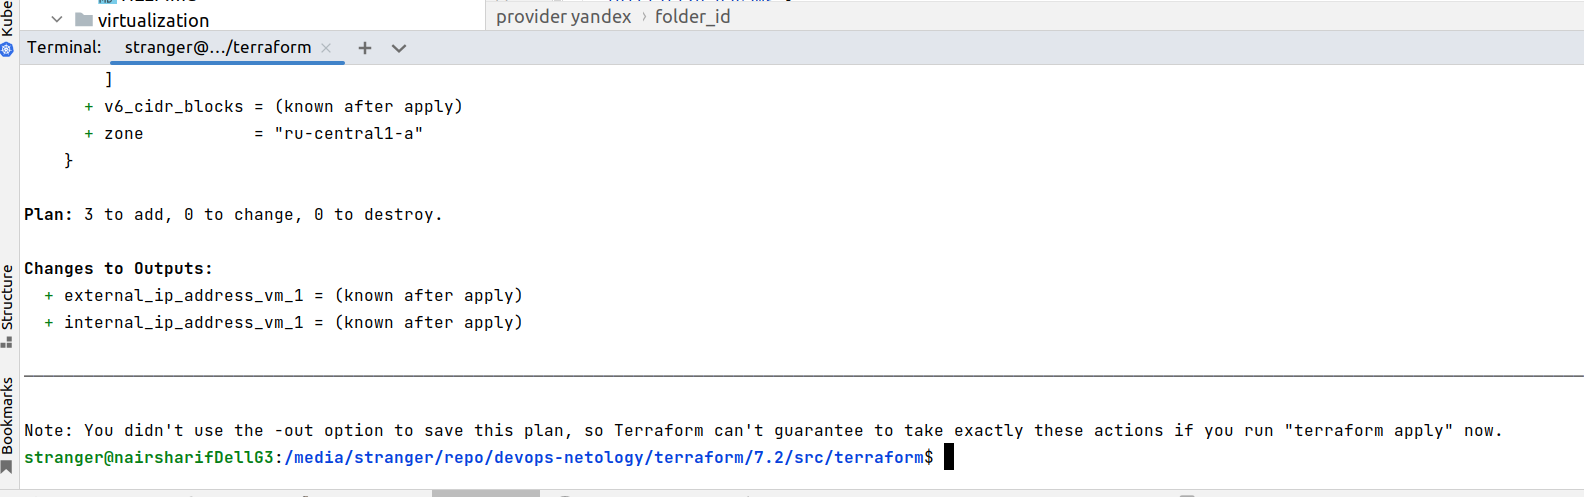 Kube
virtualization
provider yandex › folder_id
Terminal: stranger@.../terraform × + 
]
+ v6_cidr_blocks = (known after apply)
+ zone           = "ru-central1-a"
}
Plan: 3 to add, 0 to change, 0 to destroy.
Changes to Outputs:
+ external_ip_address_vm_1 = (known after apply)
+ internal_ip_address_vm_1 = (known after apply)
Structure
Bookmarks
Note: You didn't use the -out option to save this plan, so Terraform can't guarantee to take exactly these actions if you run "terraform apply" now.
stranger@nairsharifDellG3:/media/stranger/repo/devops-netology/terraform/7.2/src/terraform$